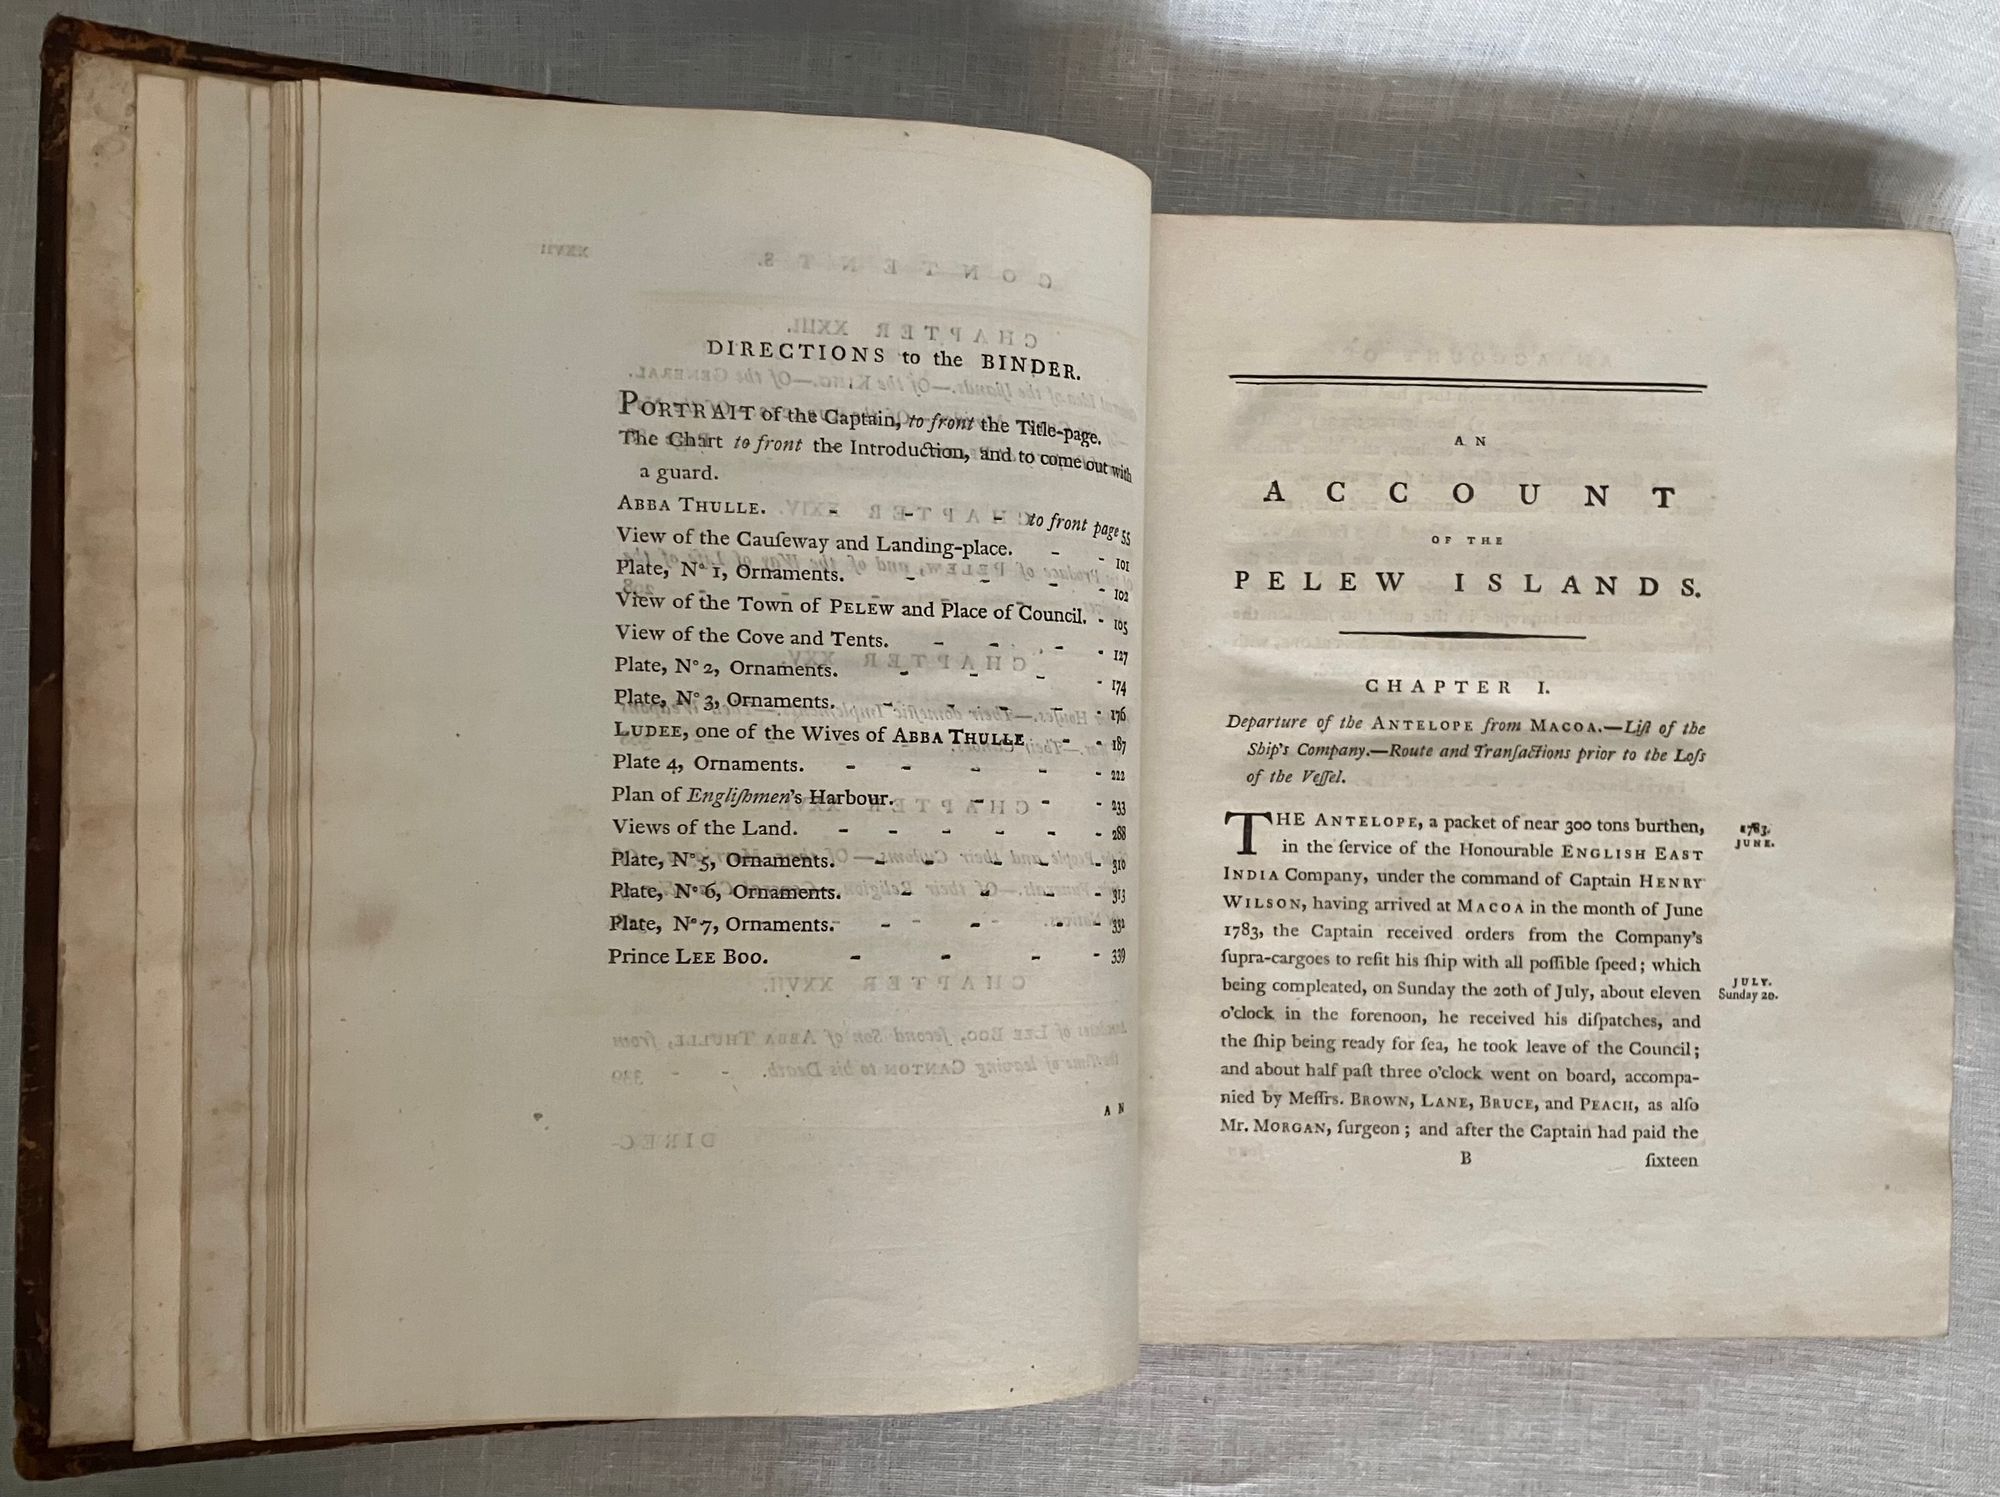 DIRECTIONS to the BINDER.
PORTRAIT of the Captain, to front the Title-page.
The Chart to front the Introduction, and to come out with
a guard.
ABBA THULLE. - - - to front page 55
View of the Cauſeway and Landing-place. - - 101
Plate, No 1, Ornaments. - - - - 102
View of the Town of PELEW and Place of Council. - 105
View of the Cove and Tents. - - - - 127
Plate, No 2, Ornaments. - - - - 174
Plate, No 3, Ornaments. - - - - 176
LUDEE, one of the Wives of ABBA THULLE - - 187
Plate 4, Ornaments. - - - - - 222
Plan of Engliſhmen's Harbour. - - - 233
Views of the Land. - - - - - - 288
Plate, No 5, Ornaments. - - - - - 310
Plate, No 6, Ornaments. - - - - 313
Plate, No 7, Ornaments. - - - - 332
Prince LEE BOO. - - - - 339
AN
AN
ACCOUNT
OF THE
PELEW ISLANDS.
CHAPTER I.
Departure of the ANTELOPE from MACOA.—Liſt of the
Ship's Company.—Route and Tranſactions prior to the Loſs
of the Veſſel.
THE ANTELOPE, a packet of near 300 tons burthen,
1783.
JUNE.
in the ſervice of the Honourable ENGLISH EAST
INDIA Company, under the command of Captain HENRY
WILSON, having arrived at MACOA in the month of June
1783, the Captain received orders from the Company's
ſupra-cargoes to refit his ſhip with all poſſible ſpeed; which
being compleated, on Sunday the 20th of July, about eleven
JULY.
Sunday 20.
o'clock in the forenoon, he received his diſpatches, and
the ſhip being ready for ſea, he took leave of the Council;
and about half paſt three o'clock went on board, accompa-
nied by Meſſrs. BROWN, LANE, BRUCE, and PEACH, as alſo
Mr. MORGAN, ſurgeon; and after the Captain had paid the
B
ſixteen